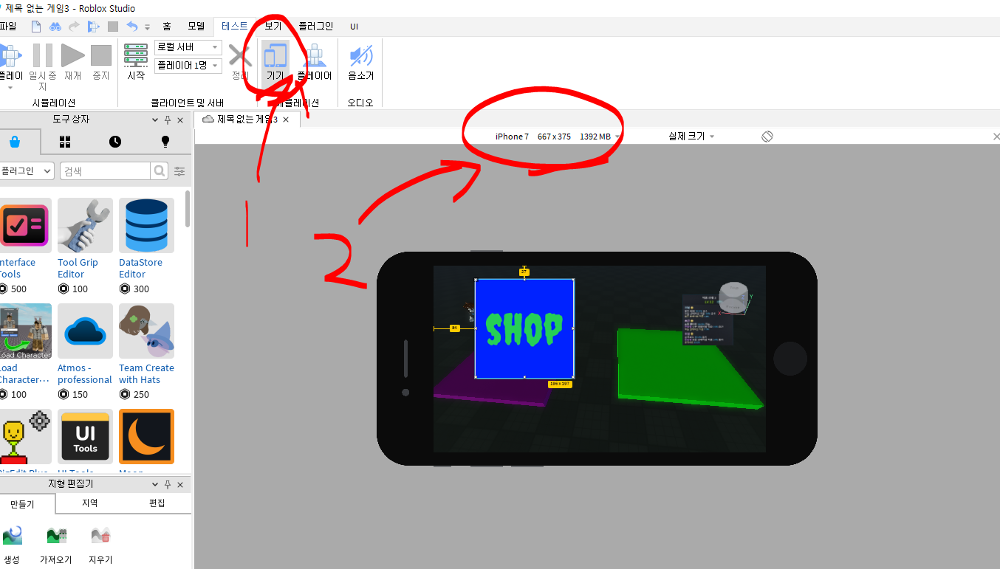 제목 없는 게임3 - Roblox Studio
파일 홈 모델 테스트 보기 플러그인 UI
플레이 일시 중지 재개 중지 시작 로컬 서버 정리 기기 플레이어 음소거
플레이어 1명
시뮬레이션 클라이언트 및 서버 에뮬레이션 오디오
도구 상자
제목 없는 게임3
iPhone 7 667 x 375 1392 MB 실제 크기
플러그인 검색
1
2
Interface Tools
500
Tool Grip Editor
100
DataStore Editor
300
Load Character
Load Character...
100
Atmos - professional
150
Team Create with Hats
250
UI Tools
UI Tools
Moon
27
84
SHOP
196 x 197
Y
X
지형 편집기
만들기 지역 편집
생성 가져오기 지우기